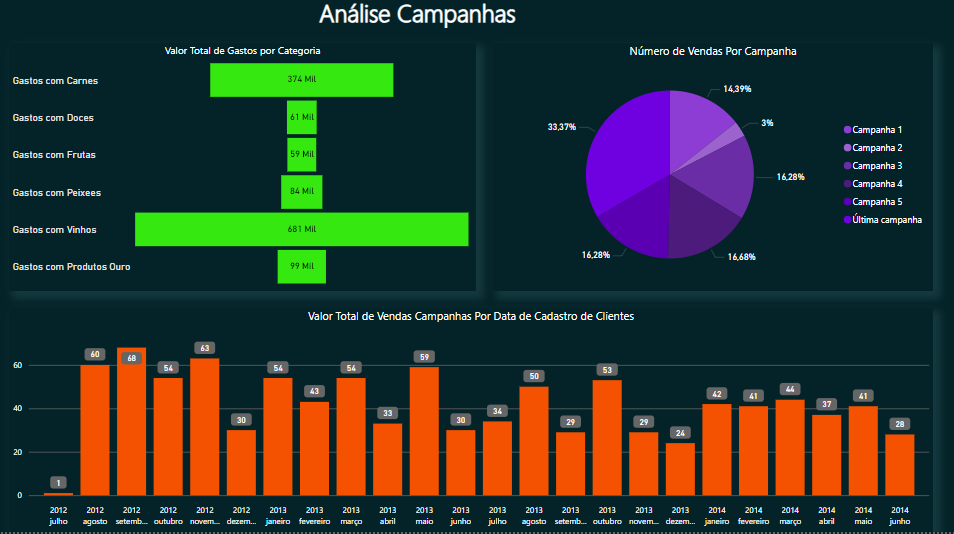 Análise Campanhas
Valor Total de Gastos por Categoria
Gastos com Carnes
374 Mil
Gastos com Doces
61 Mil
Gastos com Frutas
59 Mil
Gastos com Peixees
84 Mil
Gastos com Vinhos
681 Mil
Gastos com Produtos Ouro
99 Mil
Número de Vendas Por Campanha
14,39%
3%
16,28%
16,68%
16,28%
33,37%
Campanha 1
Campanha 2
Campanha 3
Campanha 4
Campanha 5
Última campanha
Valor Total de Vendas Campanhas Por Data de Cadastro de Clientes
60
40
20
0
1
60
68
54
63
30
54
43
54
33
59
30
34
50
29
53
29
24
42
41
44
37
41
28
2012 julho
2012 agosto
2012 setemb...
2012 outubro
2012 novem...
2012 dezem...
2013 janeiro
2013 fevereiro
2013 março
2013 abril
2013 maio
2013 junho
2013 julho
2013 agosto
2013 setemb...
2013 outubro
2013 novem...
2013 dezem...
2014 janeiro
2014 fevereiro
2014 março
2014 abril
2014 maio
2014 junho